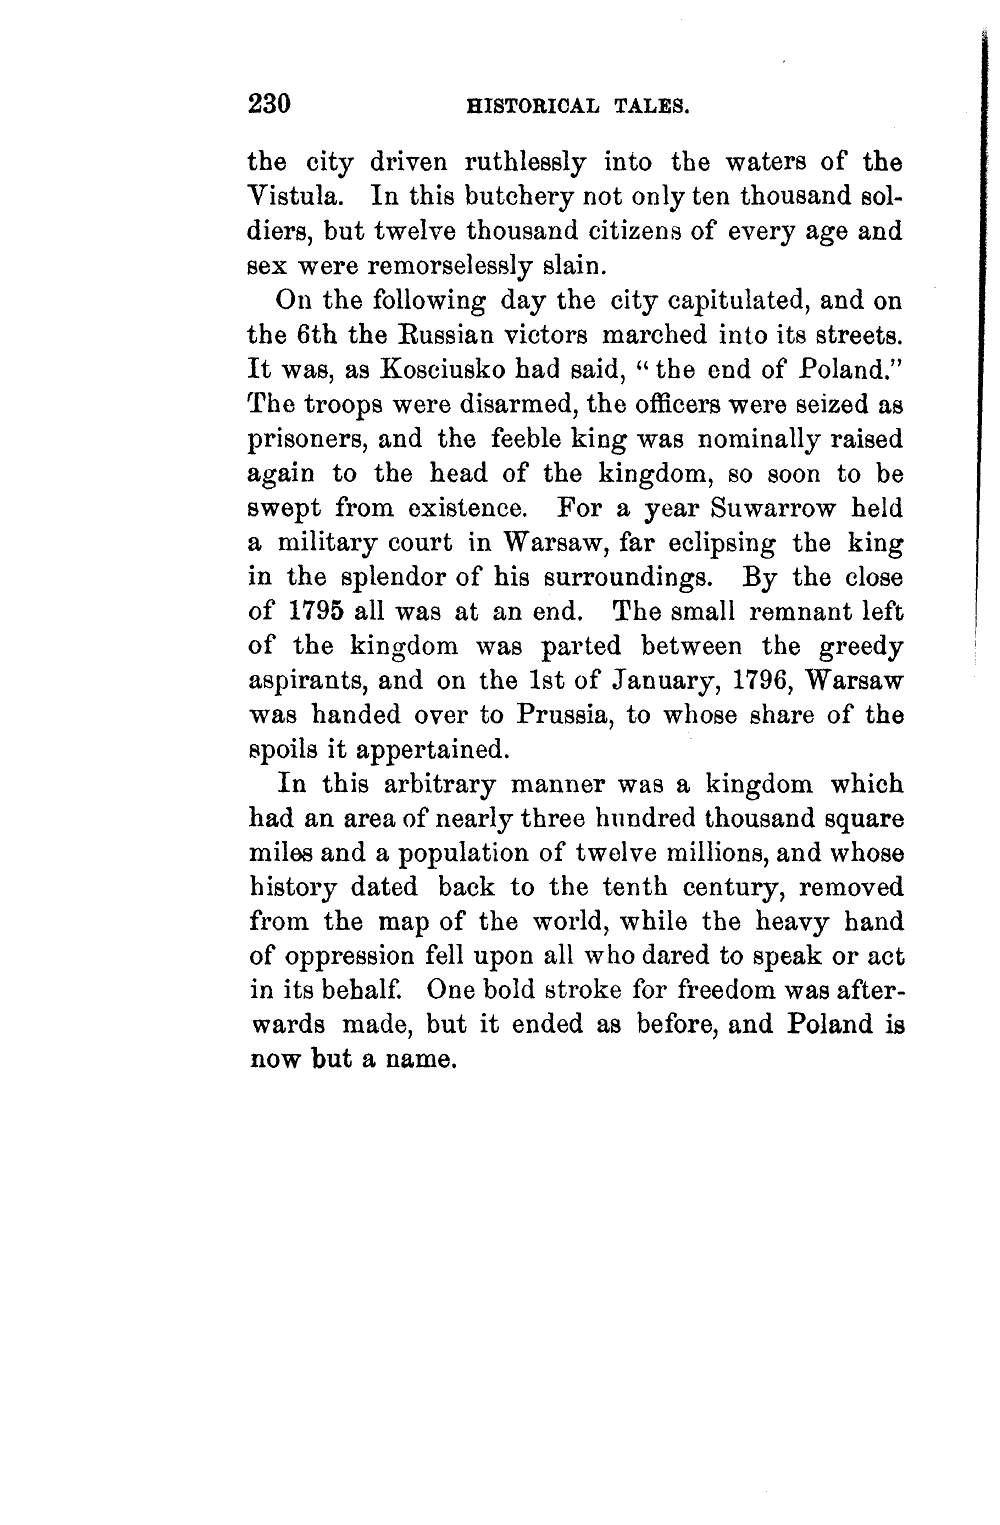 230 HISTORICAL TALES.
the city driven ruthlessly into the waters of the
Vistula. In this butchery not only ten thousand sol-
diers, but twelve thousand citizens of every age and
sex were remorselessly slain.
On the following day the city capitulated, and on
the 6th the Russian victors marched into its streets.
It was, as Kosciusko had said, “the end of Poland.”
The troops were disarmed, the officers were seized as
prisoners, and the feeble king was nominally raised
again to the head of the kingdom, so soon to be
swept from existence. For a year Suwarrow held
a military court in Warsaw, far eclipsing the king
in the splendor of his surroundings. By the close
of 1795 all was at an end. The small remnant left
of the kingdom was parted between the greedy
aspirants, and on the 1st of January, 1796, Warsaw
was handed over to Prussia, to whose share of the
spoils it appertained.
In this arbitrary manner was a kingdom which
had an area of nearly three hundred thousand square
miles and a population of twelve millions, and whose
history dated back to the tenth century, removed
from the map of the world, while the heavy hand
of oppression fell upon all who dared to speak or act
in its behalf. One bold stroke for freedom was after-
wards made, but it ended as before, and Poland is
now but a name.